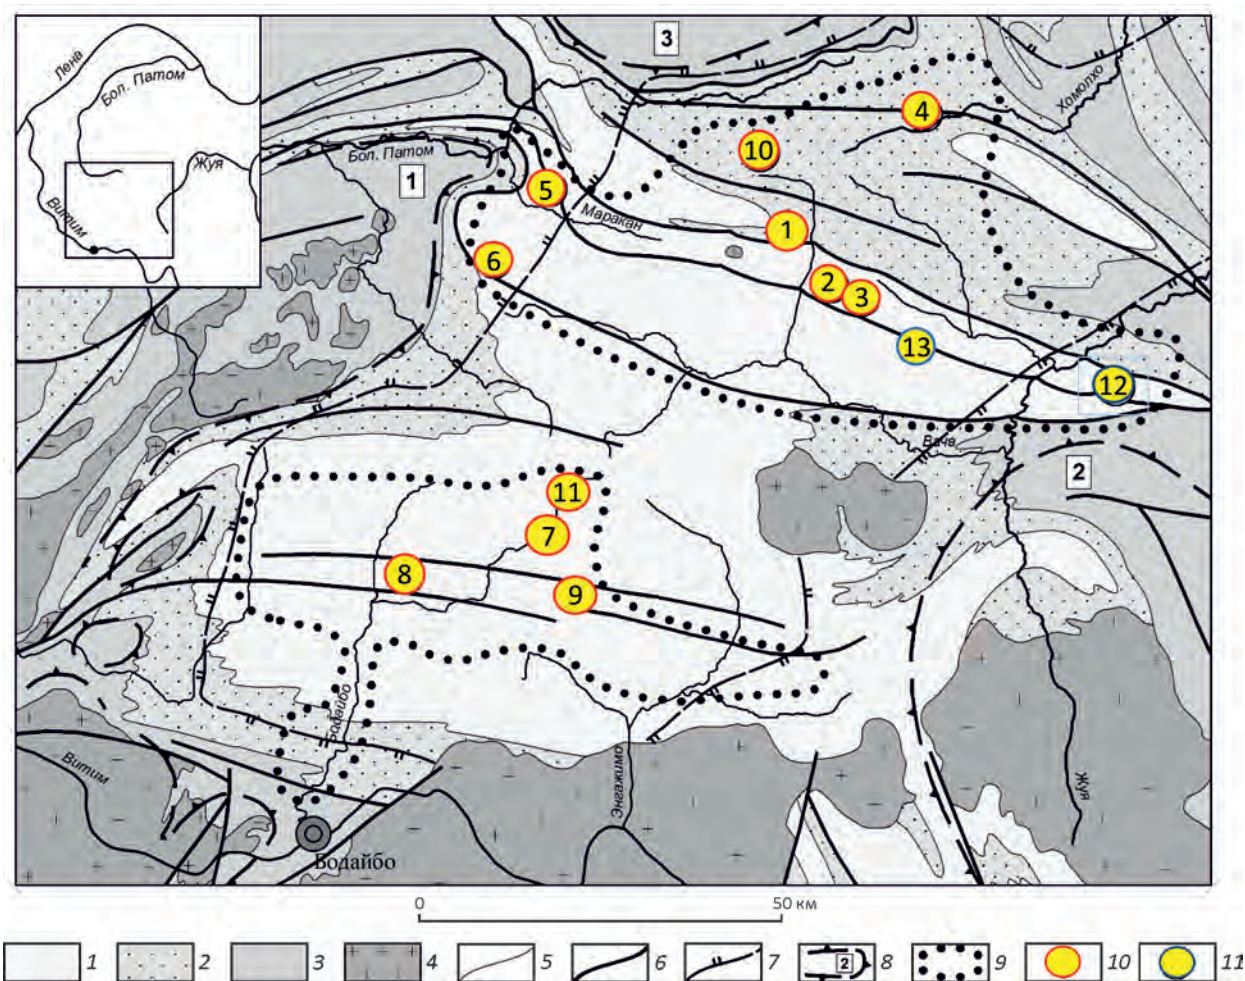 Лена
Бол. Патом
Жуя
Витим
3
Хомолхо
4
10
Бол. Патом
1
5
Маракан
1
6
2
3
13
12
Вача
2
11
7
8
9
Бодайбо
Энгажимо
Жуя
Витим
Бодайбо
0 50 км
1 2 3 4 5 6 7 2 8 9 10 11